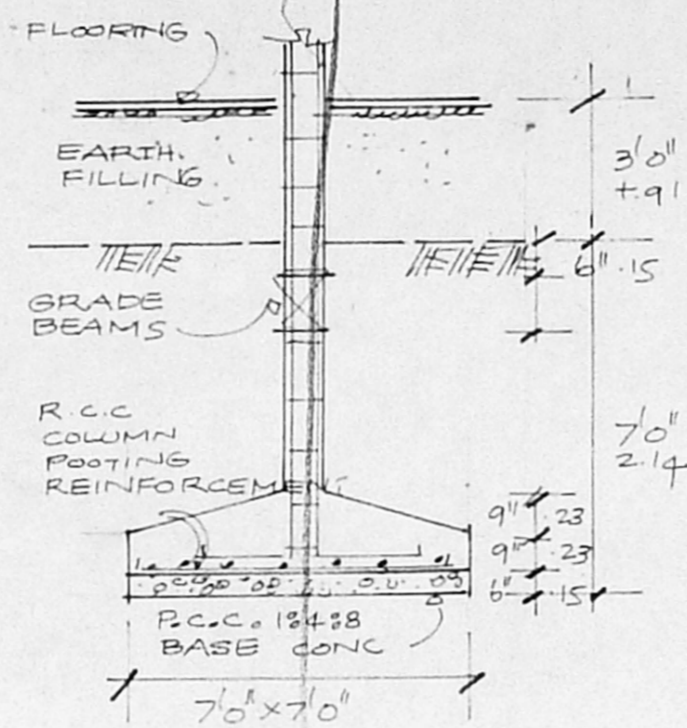 FLOORING
EARTH.
FILLING
3'0"
+.91
6" .15
GRADE
BEAMS
R.C.C
COLUMN
FOOTING
REINFORCEMENT
7'0"
2.14
9" .23
9" .23
6" .15
P.C.C. 1:4:8
BASE CONC
7'0" X 7'0"